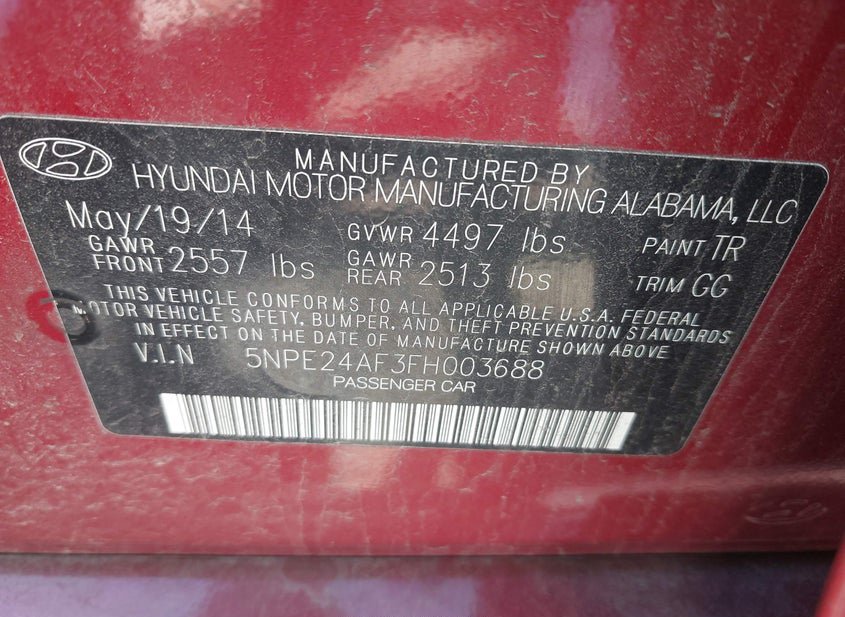 MANUFACTURED BY
HYUNDAI MOTOR MANUFACTURING ALABAMA, LLC
May/19/14 GVWR 4497 lbs PAINT TR
GAWR FRONT 2557 lbs GAWR REAR 2513 lbs TRIM GG
THIS VEHICLE CONFORMS TO ALL APPLICABLE U.S.A. FEDERAL
MOTOR VEHICLE SAFETY, BUMPER, AND THEFT PREVENTION STANDARDS
IN EFFECT ON THE DATE OF MANUFACTURE SHOWN ABOVE
V.I.N 5NPE24AF3FH003688
PASSENGER CAR